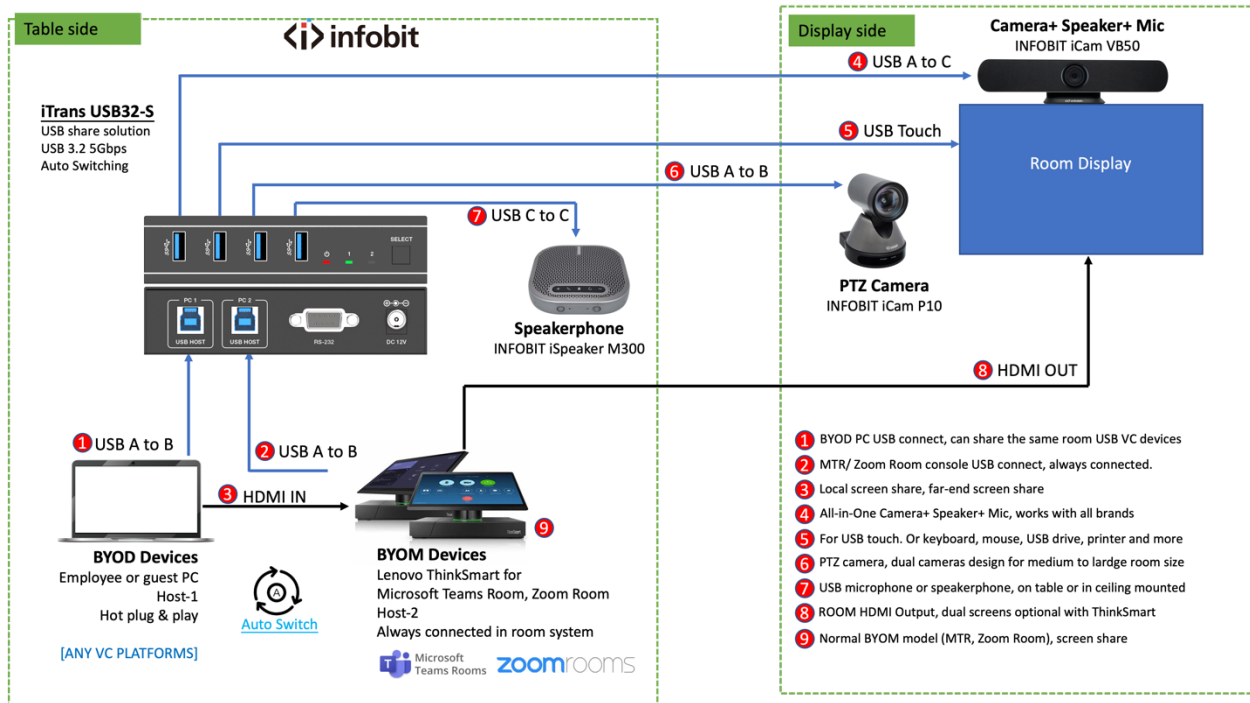 Table side
infobit
Display side
Camera+ Speaker+ Mic
INFOBIT iCam VB50
4 USB A to C
iTrans USB32-S
USB share solution
USB 3.2 5Gbps
Auto Switching
5 USB Touch
Room Display
6 USB A to B
7 USB C to C
SELECT
1 2
PTZ Camera
INFOBIT iCam P10
PC 1
PC 2
USB HOST
USB HOST
RS-232
DC 12V
Speakerphone
INFOBIT iSpeaker M300
8 HDMI OUT
1 USB A to B
2 USB A to B
3 HDMI IN
9
BYOD Devices
Employee or guest PC
Host-1
Hot plug & play
[ANY VC PLATFORMS]
A
Auto Switch
BYOM Devices
Lenovo ThinkSmart for
Microsoft Teams Room, Zoom Room
Host-2
Always connected in room system
T
Microsoft
Teams Rooms
zoomrooms
1 BYOD PC USB connect, can share the same room USB VC devices
2 MTR/ Zoom Room console USB connect, always connected.
3 Local screen share, far-end screen share
4 All-in-One Camera+ Speaker+ Mic, works with all brands
5 For USB touch. Or keyboard, mouse, USB drive, printer and more
6 PTZ camera, dual cameras design for medium to lardge room size
7 USB microphone or speakerphone, on table or in ceiling mounted
8 ROOM HDMI Output, dual screens optional with ThinkSmart
9 Normal BYOM model (MTR, Zoom Room), screen share